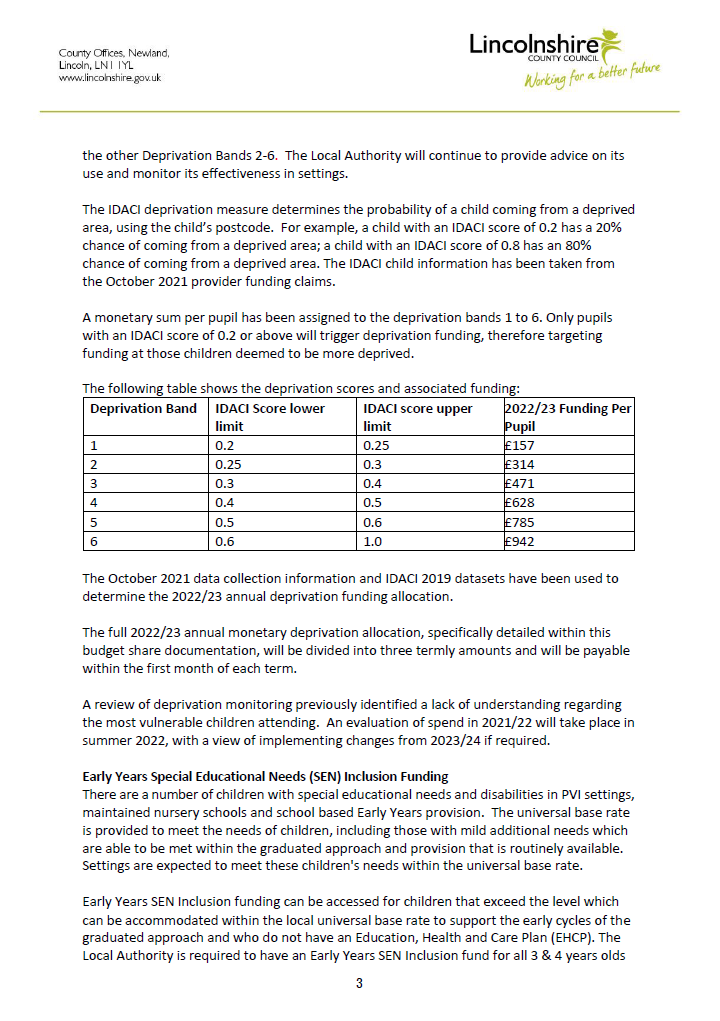 County Offices, Newland,
Lincoln, LN1 1YL
www.lincolnshire.gov.uk
Lincolnshire
COUNTY COUNCIL
Working for a better future
the other Deprivation Bands 2-6.  The Local Authority will continue to provide advice on its
use and monitor its effectiveness in settings.
The IDACI deprivation measure determines the probability of a child coming from a deprived
area, using the child's postcode.  For example, a child with an IDACI score of 0.2 has a 20%
chance of coming from a deprived area; a child with an IDACI score of 0.8 has an 80%
chance of coming from a deprived area. The IDACI child information has been taken from
the October 2021 provider funding claims.
A monetary sum per pupil has been assigned to the deprivation bands 1 to 6. Only pupils
with an IDACI score of 0.2 or above will trigger deprivation funding, therefore targeting
funding at those children deemed to be more deprived.
The following table shows the deprivation scores and associated funding:
Deprivation Band IDACI Score lower limit IDACI score upper limit 2022/23 Funding Per Pupil
1 0.2 0.25 £157
2 0.25 0.3 £314
3 0.3 0.4 £471
4 0.4 0.5 £628
5 0.5 0.6 £785
6 0.6 1.0 £942
The October 2021 data collection information and IDACI 2019 datasets have been used to
determine the 2022/23 annual deprivation funding allocation.
The full 2022/23 annual monetary deprivation allocation, specifically detailed within this
budget share documentation, will be divided into three termly amounts and will be payable
within the first month of each term.
A review of deprivation monitoring previously identified a lack of understanding regarding
the most vulnerable children attending.  An evaluation of spend in 2021/22 will take place in
summer 2022, with a view of implementing changes from 2023/24 if required.
Early Years Special Educational Needs (SEN) Inclusion Funding
There are a number of children with special educational needs and disabilities in PVI settings,
maintained nursery schools and school based Early Years provision.  The universal base rate
is provided to meet the needs of children, including those with mild additional needs which
are able to be met within the graduated approach and provision that is routinely available.
Settings are expected to meet these children's needs within the universal base rate.
Early Years SEN Inclusion funding can be accessed for children that exceed the level which
can be accommodated within the local universal base rate to support the early cycles of the
graduated approach and who do not have an Education, Health and Care Plan (EHCP). The
Local Authority is required to have an Early Years SEN Inclusion fund for all 3 & 4 years olds
3